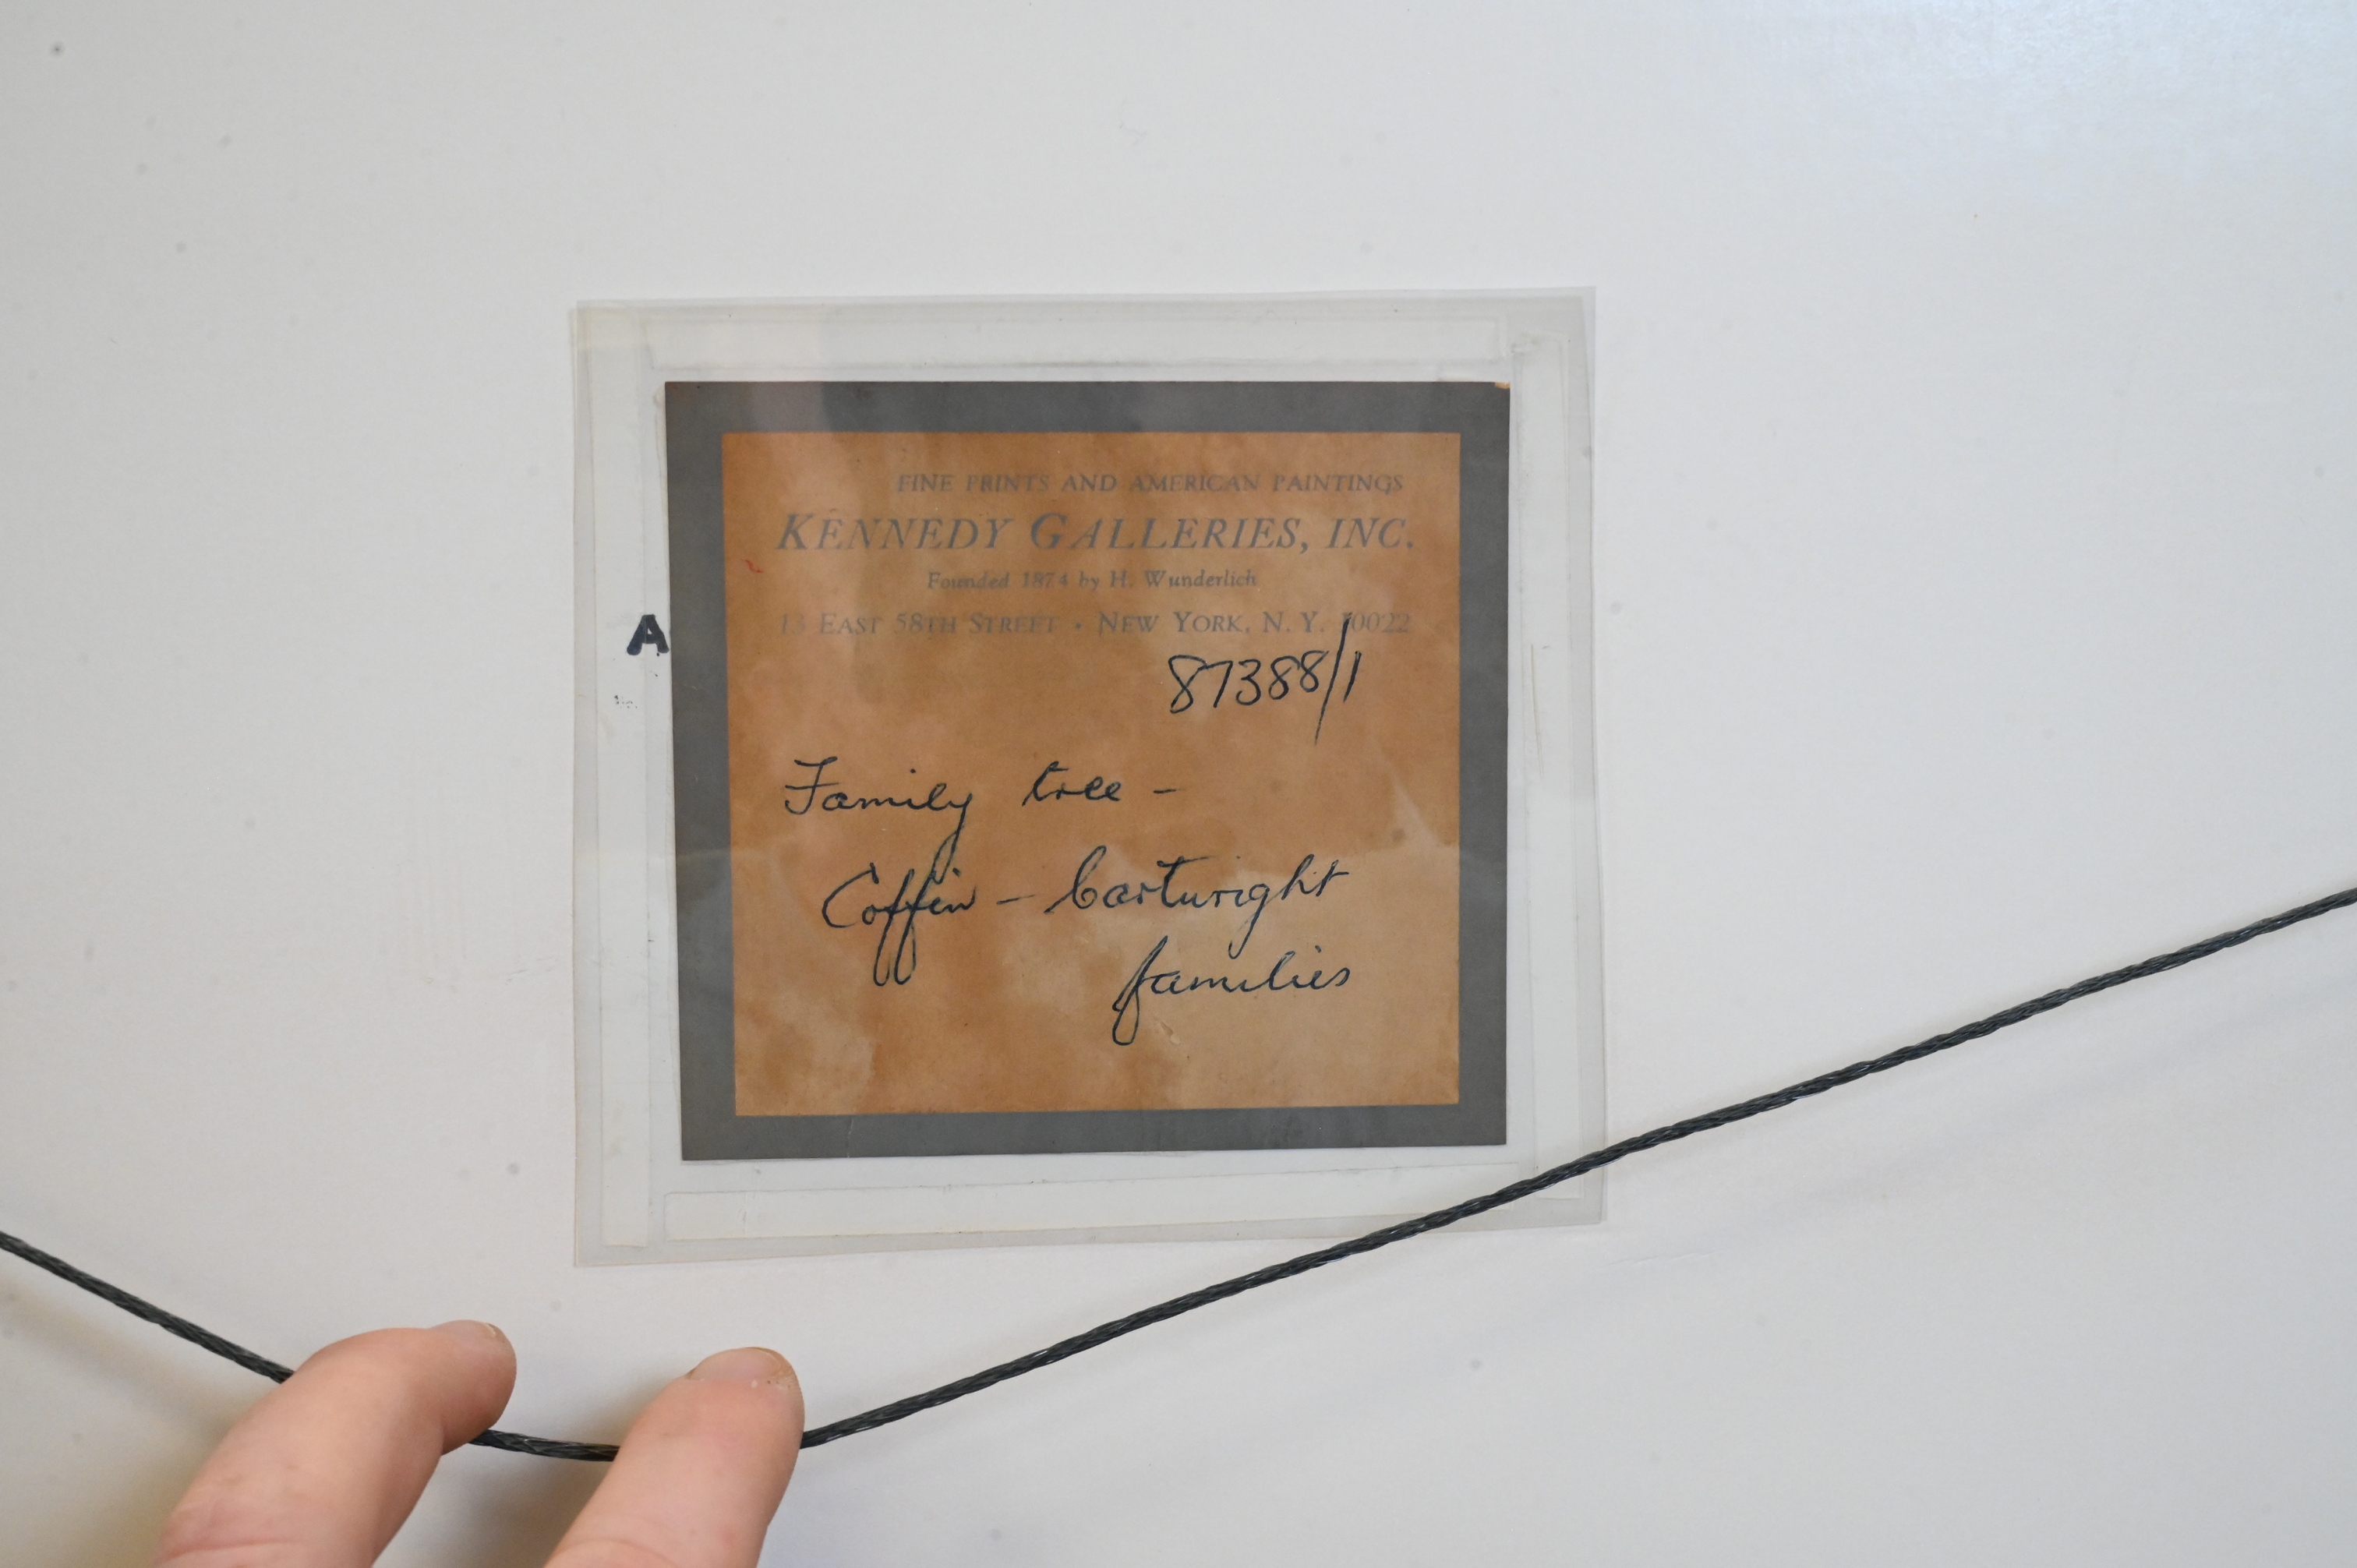 FINE PRINTS AND AMERICAN PAINTINGS
KENNEDY GALLERIES, INC.
Founded 1874 by H. Wunderlich
13 EAST 58TH STREET • NEW YORK, N. Y. 10022
A
87388/1
Family tree -
Coffin - Cartwright
families